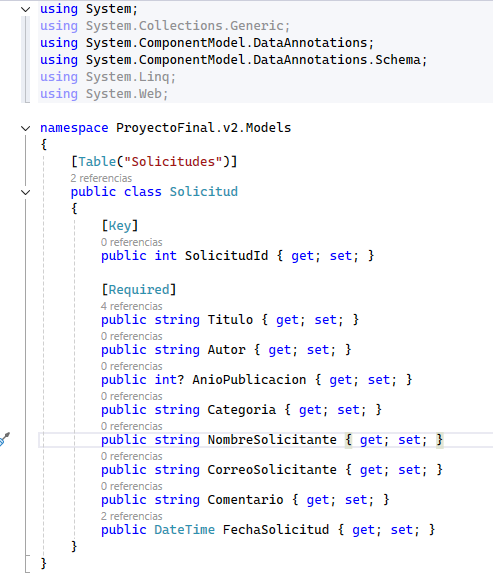 using System;
using System.Collections.Generic;
using System.ComponentModel.DataAnnotations;
using System.ComponentModel.DataAnnotations.Schema;
using System.Linq;
using System.Web;
namespace ProyectoFinal.v2.Models
{
[Table("Solicitudes")]
2 referencias
public class Solicitud
{
[Key]
0 referencias
public int SolicitudId { get; set; }
[Required]
4 referencias
public string Titulo { get; set; }
0 referencias
public string Autor { get; set; }
0 referencias
public int? AnioPublicacion { get; set; }
0 referencias
public string Categoria { get; set; }
0 referencias
public string NombreSolicitante { get; set; }
0 referencias
public string CorreoSolicitante { get; set; }
0 referencias
public string Comentario { get; set; }
2 referencias
public DateTime FechaSolicitud { get; set; }
}
}